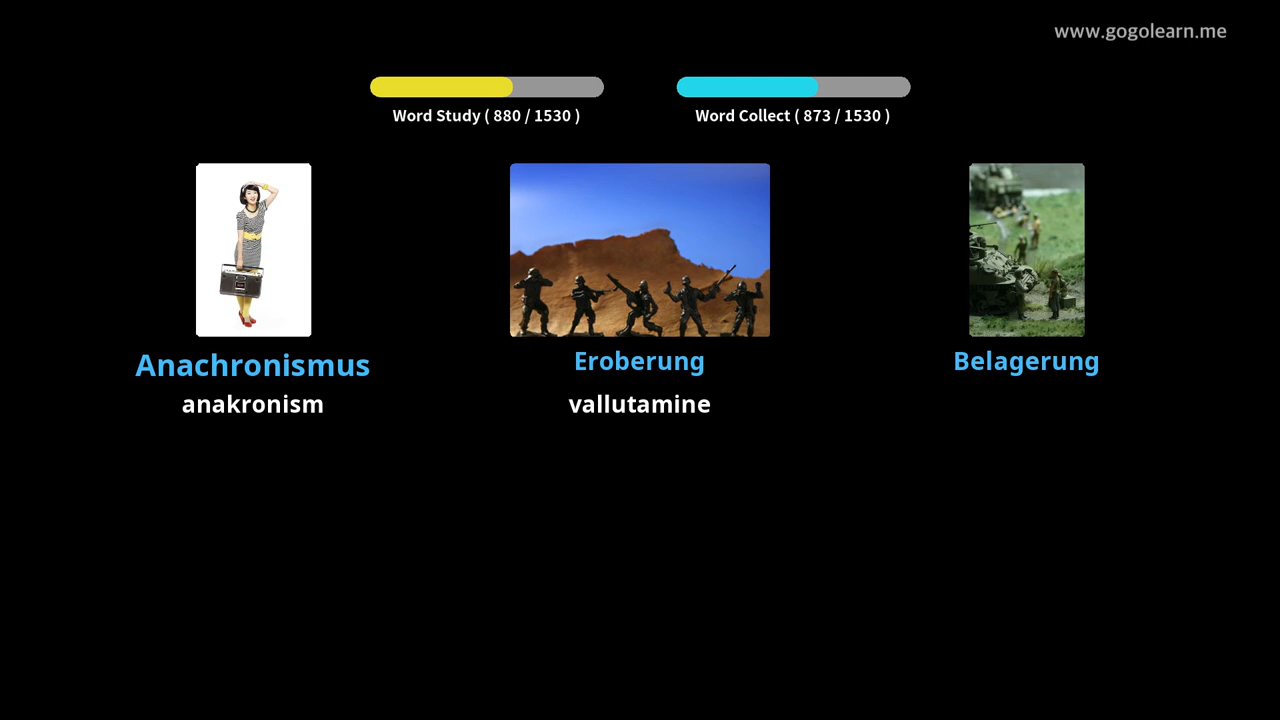 www.gogolearn.me
Word Study ( 880 / 1530 )
Word Collect ( 873 / 1530 )
Anachronismus
anakronism
Eroberung
vallutamine
Belagerung